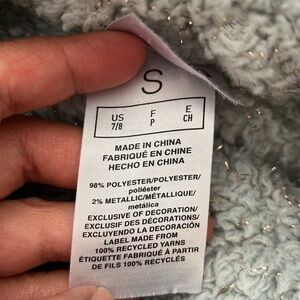 S
US F E
7/8 P CH
MADE IN CHINA
FABRIQUÉ EN CHINE
HECHO EN CHINA
98% POLYESTER/POLYESTER/
poliéster
2% METALLIC/MÉTALLIQUE/
metálica
EXCLUSIVE OF DECORATION/
EXCLUSIF DES DÉCORATIONS/
EXCLUYENDO LA DECORACIÓN
LABEL MADE FROM
100% RECYCLED YARNS
ÉTIQUETTE FABRIQUÉE À PARTIR
DE FILS 100% RECYCLÉS